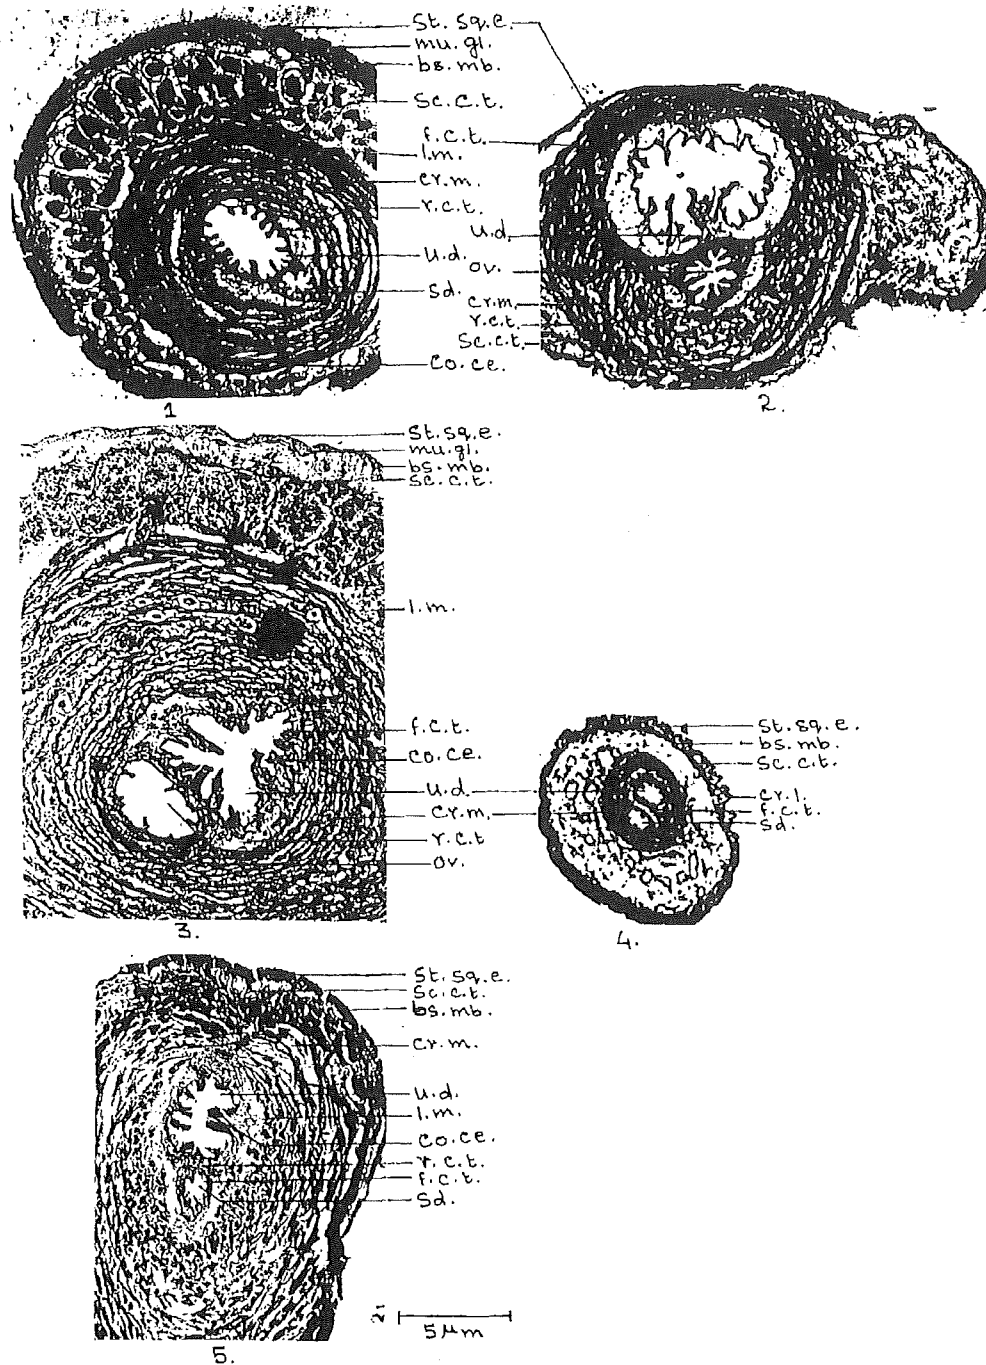 St. sq. e.
mu. gl.
bs. mb.
Sc. c. t.
f. c. t.
l. m.
cr. m.
r. c. t.
u. d.
sd.
co. ce.
1
u. d.
ov.
cr. m.
r. c. t.
Sc. c. t.
2.
St. sq. e.
mu. gl.
bs. mb.
Sc. c. t.
l. m.
f. c. t.
co. ce.
u. d.
cr. m.
r. c. t
ov.
3.
St. sq. e.
bs. mb.
Sc. c. t.
cr. l.
f. c. t.
sd.
4.
St. sq. e.
Sc. c. t.
bs. mb.
cr. m.
u. d.
l. m.
co. ce.
r. c. t.
f. c. t.
sd.
5 μm
5.